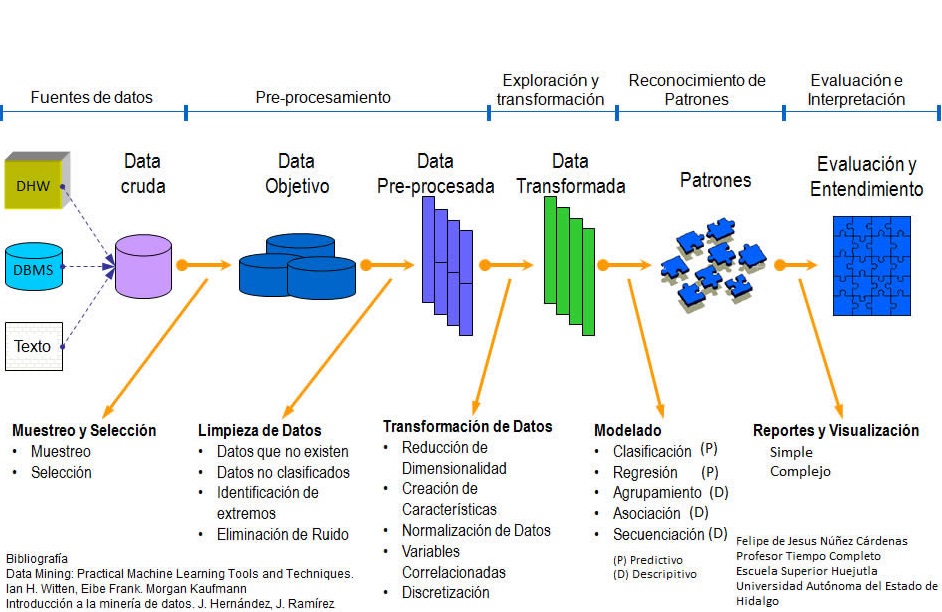 Fuentes de datos
Pre-procesamiento
Exploración y
transformación
Reconocimiento de
Patrones
Evaluación e
Interpretación
DHW
DBMS
Texto
Data
cruda
Data
Objetivo
Data
Pre-procesada
Data
Transformada
Patrones
Evaluación y
Entendimiento
Muestreo y Selección
• Muestreo
• Selección
Limpieza de Datos
• Datos que no existen
• Datos no clasificados
• Identificación de
extremos
• Eliminación de Ruido
Transformación de Datos
• Reducción de
Dimensionalidad
• Creación de
Características
• Normalización de Datos
• Variables
Correlacionadas
• Discretización
Modelado
• Clasificación (P)
• Regresión (P)
• Agrupamiento (D)
• Asociación (D)
• Secuenciación (D)
(P) Predictivo
(D) Descriptivo
Reportes y Visualización
Simple
Complejo
Bibliografía
Data Mining: Practical Machine Learning Tools and Techniques.
Ian H. Witten, Eibe Frank. Morgan Kaufmann
Introducción a la minería de datos. J. Hernández, J. Ramírez
Felipe de Jesus Núñez Cárdenas
Profesor Tiempo Completo
Escuela Superior Huejutla
Universidad Autónoma del Estado de
Hidalgo